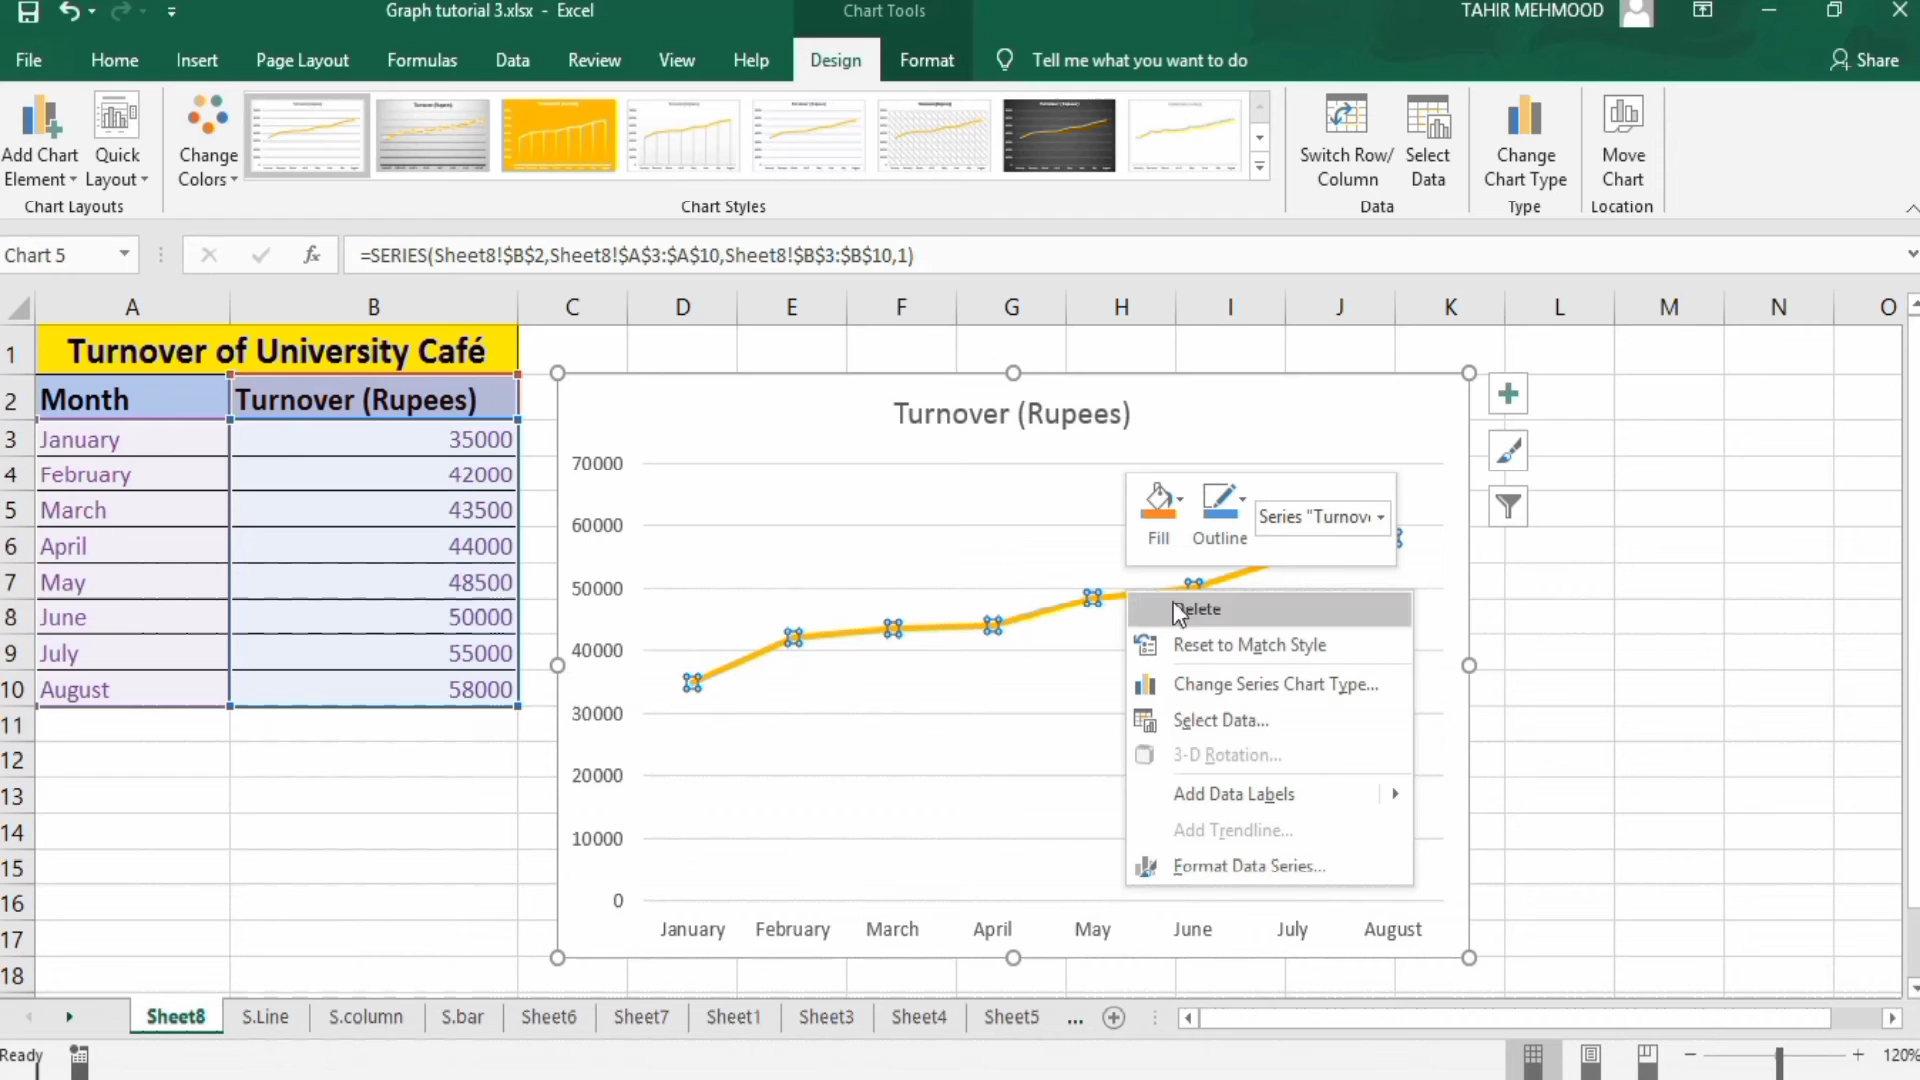 Graph tutorial 3.xlsx - Excel
Chart Tools
TAHIR MEHMOOD
File Home Insert Page Layout Formulas Data Review View Help Design Format Tell me what you want to do Share
Add Chart Element
Quick Layout
Change Colors
Switch Row/ Column
Select Data
Change Chart Type
Move Chart
Chart Layouts Chart Styles Data Type Location
Chart 5 fx =SERIES(Sheet8!$B$2,Sheet8!$A$3:$A$10,Sheet8!$B$3:$B$10,1)
A B C D E F G H I J K L M N O
1 Turnover of University Café
2 Month Turnover (Rupees)
3 January 35000
4 February 42000
5 March 43500
6 April 44000
7 May 48500
8 June 50000
9 July 55000
10 August 58000
11
12
13
14
15
16
17
18
Turnover (Rupees)
70000
60000
50000
40000
30000
20000
10000
0
January February March April May June July August
Fill Outline Series "Turnov
Delete
Reset to Match Style
Change Series Chart Type...
Select Data...
3-D Rotation...
Add Data Labels
Add Trendline...
Format Data Series...
Sheet8 S.Line S.column S.bar Sheet6 Sheet7 Sheet1 Sheet3 Sheet4 Sheet5 ...
Ready 120%